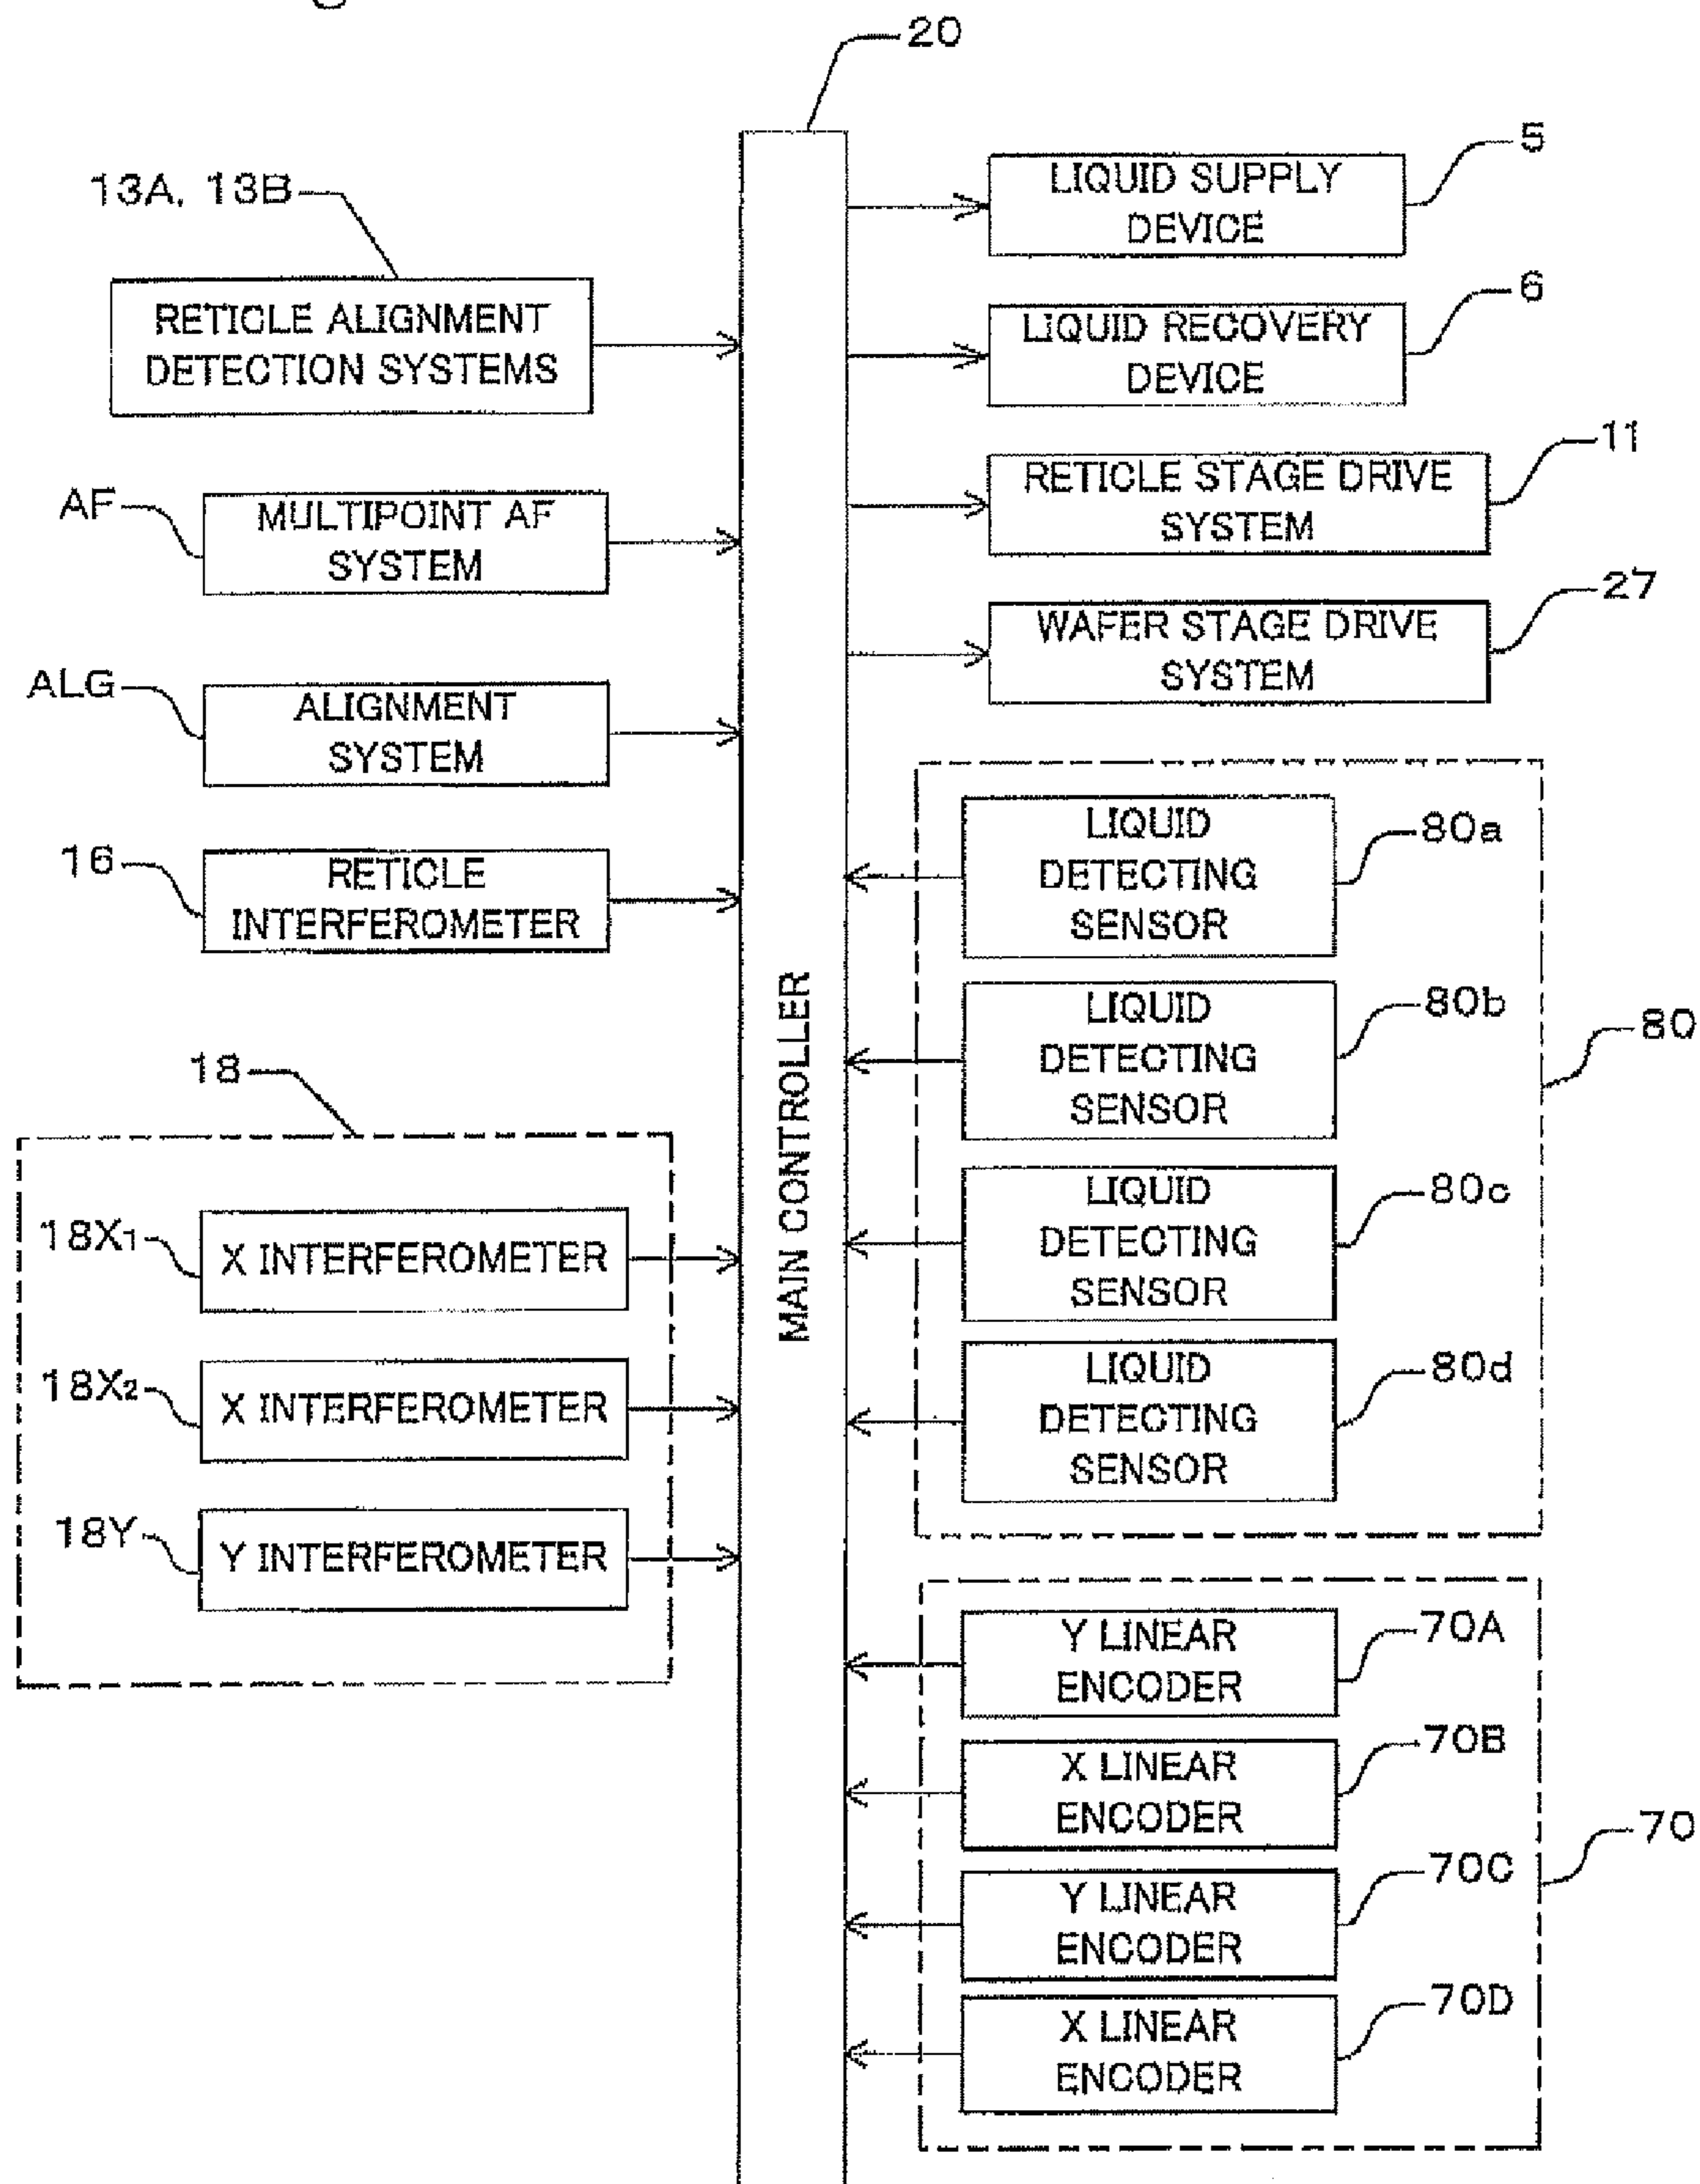 20
13A, 13B
RETICLE ALIGNMENT
DETECTION SYSTEMS
AF
MULTIPOINT AF
SYSTEM
ALG
ALIGNMENT
SYSTEM
16
RETICLE
INTERFEROMETER
18
18X1
X INTERFEROMETER
18X2
X INTERFEROMETER
18Y
Y INTERFEROMETER
MAIN CONTROLLER
LIQUID SUPPLY
DEVICE
5
LIQUID RECOVERY
DEVICE
6
RETICLE STAGE DRIVE
SYSTEM
11
WAFER STAGE DRIVE
SYSTEM
27
LIQUID
DETECTING
SENSOR
80a
LIQUID
DETECTING
SENSOR
80b
80
LIQUID
DETECTING
SENSOR
80c
LIQUID
DETECTING
SENSOR
80d
Y LINEAR
ENCODER
70A
X LINEAR
ENCODER
70B
70
Y LINEAR
ENCODER
70C
X LINEAR
ENCODER
70D